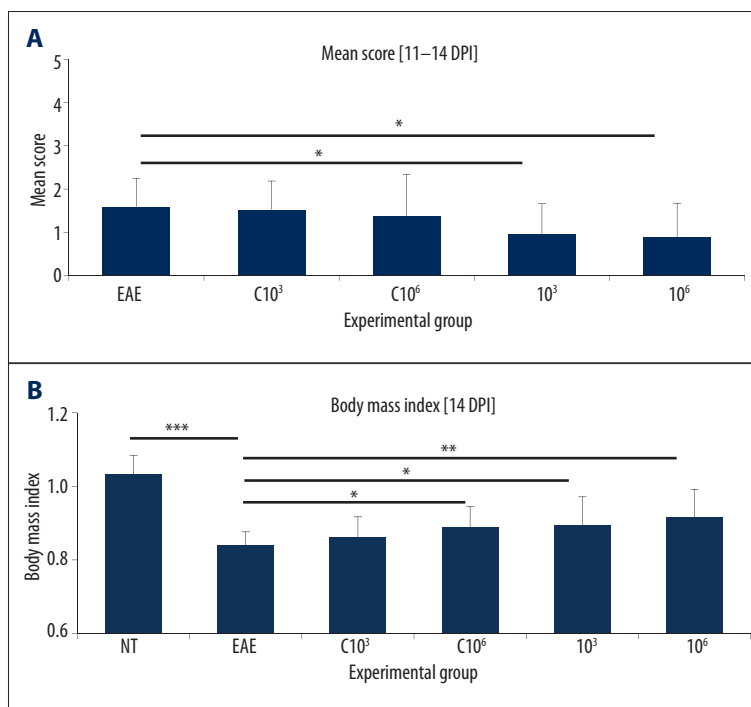 A
Mean score [11–14 DPI]
5
4
3
2
1
0
Mean score
*
*
EAE C10³ C10⁶ 10³ 10⁶
Experimental group
B
Body mass index [14 DPI]
1.2
1.0
0.8
0.6
Body mass index
***
**
*
*
NT EAE C10³ C10⁶ 10³ 10⁶
Experimental group